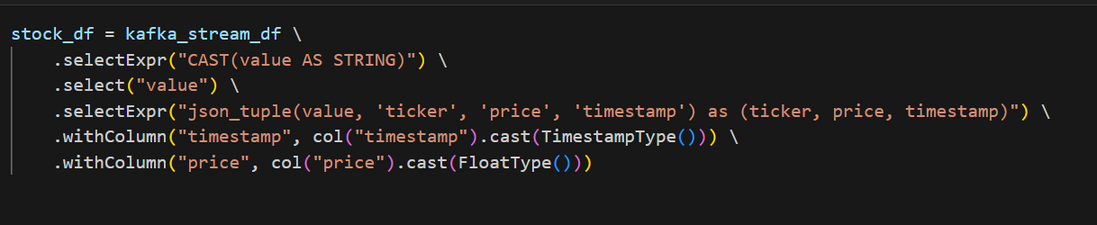 stock_df = kafka_stream_df \
    .selectExpr("CAST(value AS STRING)") \
    .select("value") \
    .selectExpr("json_tuple(value, 'ticker', 'price', 'timestamp') as (ticker, price, timestamp)") \
    .withColumn("timestamp", col("timestamp").cast(TimestampType())) \
    .withColumn("price", col("price").cast(FloatType()))